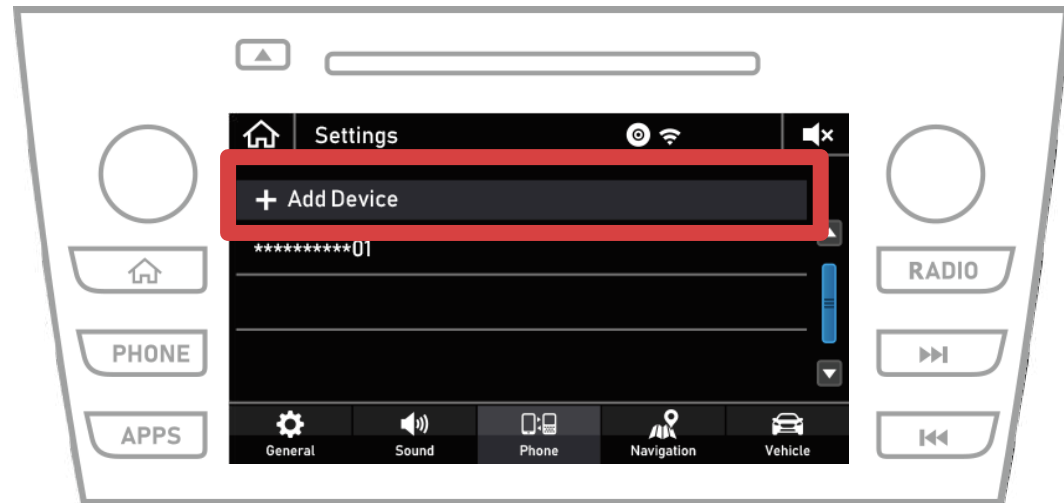 Settings
+ Add Device
**********01
RADIO
PHONE
APPS
General Sound Phone Navigation Vehicle